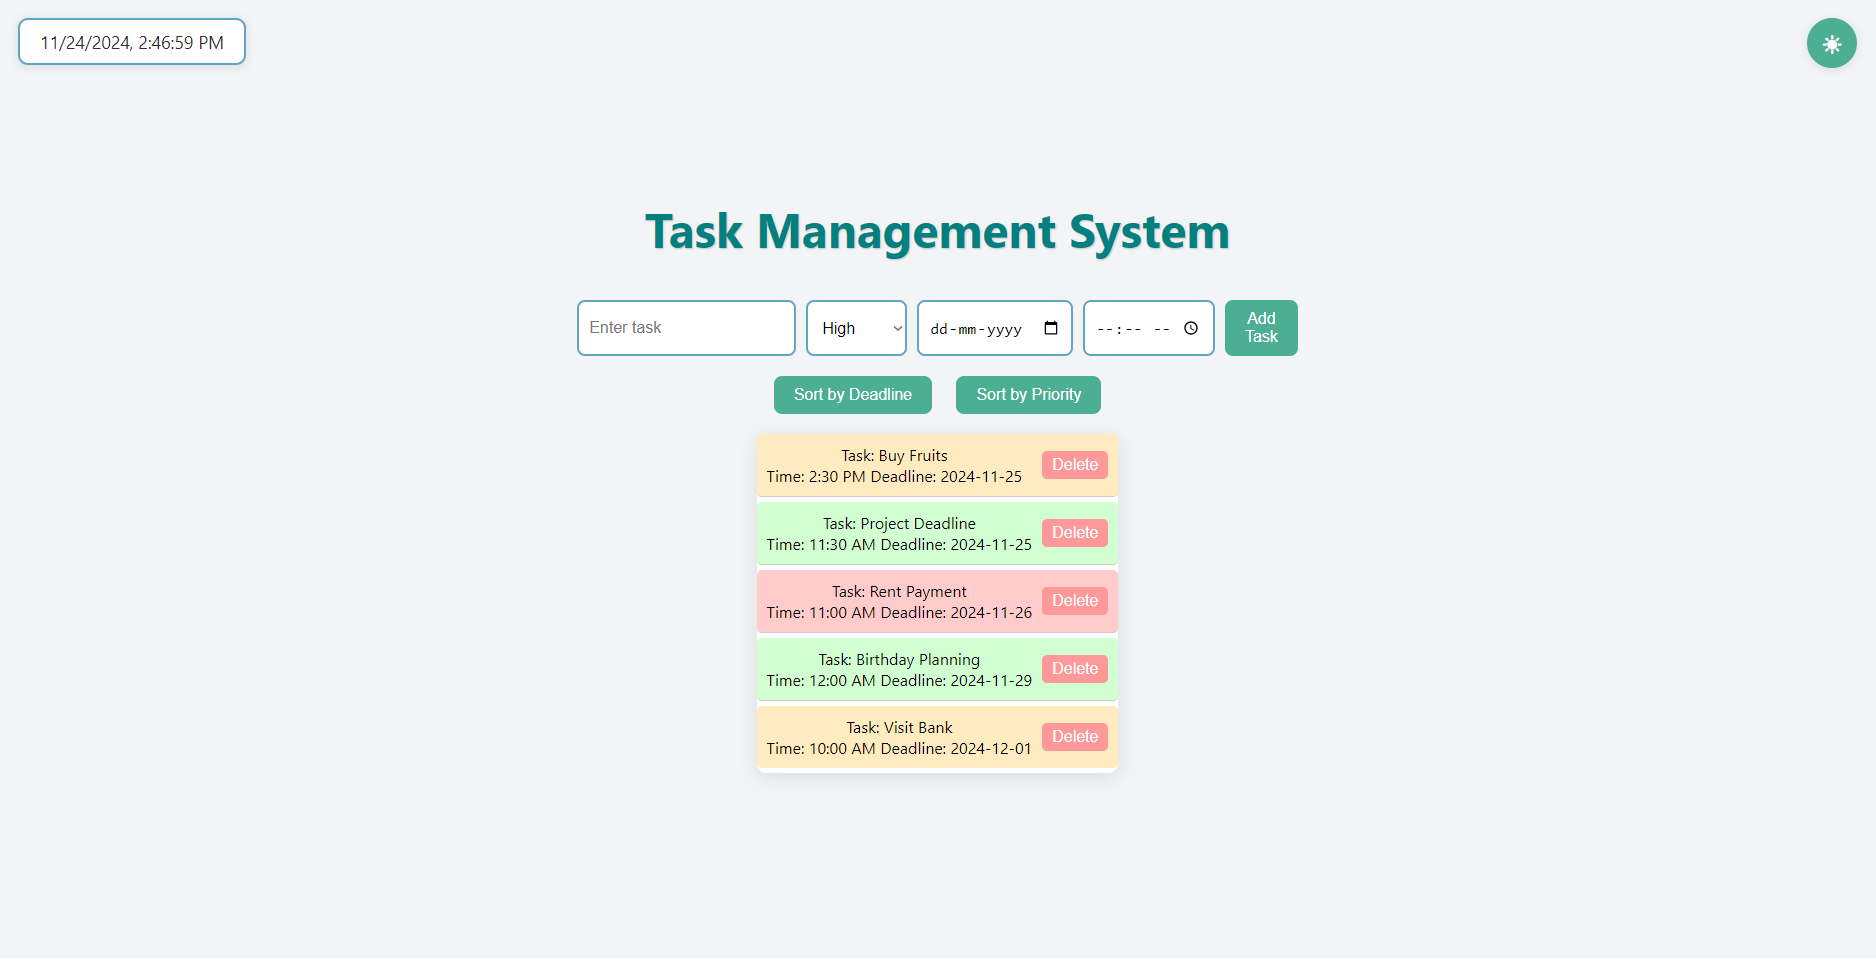 11/24/2024, 2:46:59 PM
Task Management System
Enter task
High
dd-mm-yyyy
--:-- --
Add
Task
Sort by Deadline
Sort by Priority
Task: Buy Fruits
Time: 2:30 PM Deadline: 2024-11-25
Delete
Task: Project Deadline
Time: 11:30 AM Deadline: 2024-11-25
Delete
Task: Rent Payment
Time: 11:00 AM Deadline: 2024-11-26
Delete
Task: Birthday Planning
Time: 12:00 AM Deadline: 2024-11-29
Delete
Task: Visit Bank
Time: 10:00 AM Deadline: 2024-12-01
Delete